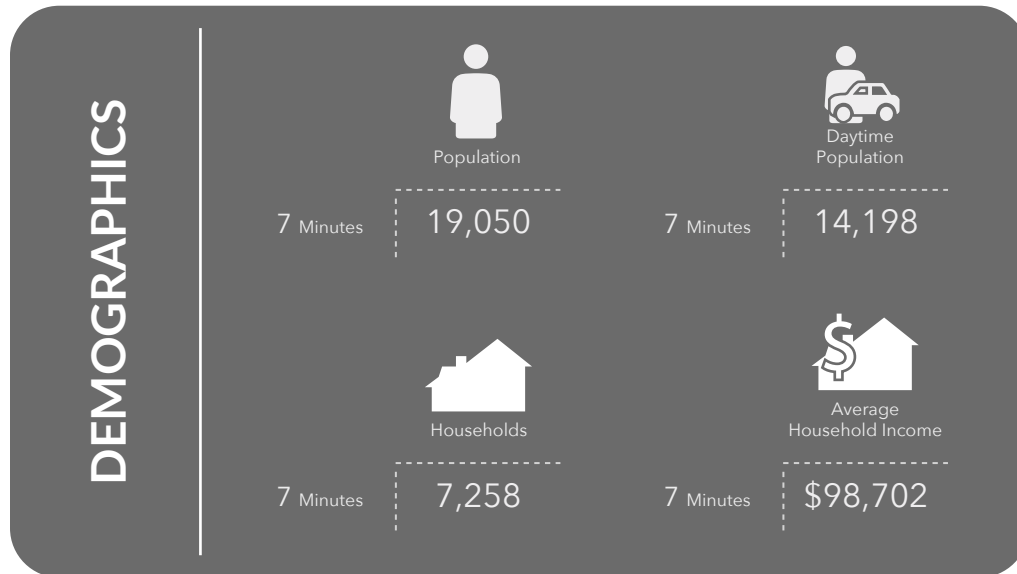 DEMOGRAPHICS
Population
7 Minutes 19,050
Daytime
Population
7 Minutes 14,198
Households
7 Minutes 7,258
$
Average
Household Income
7 Minutes $98,702